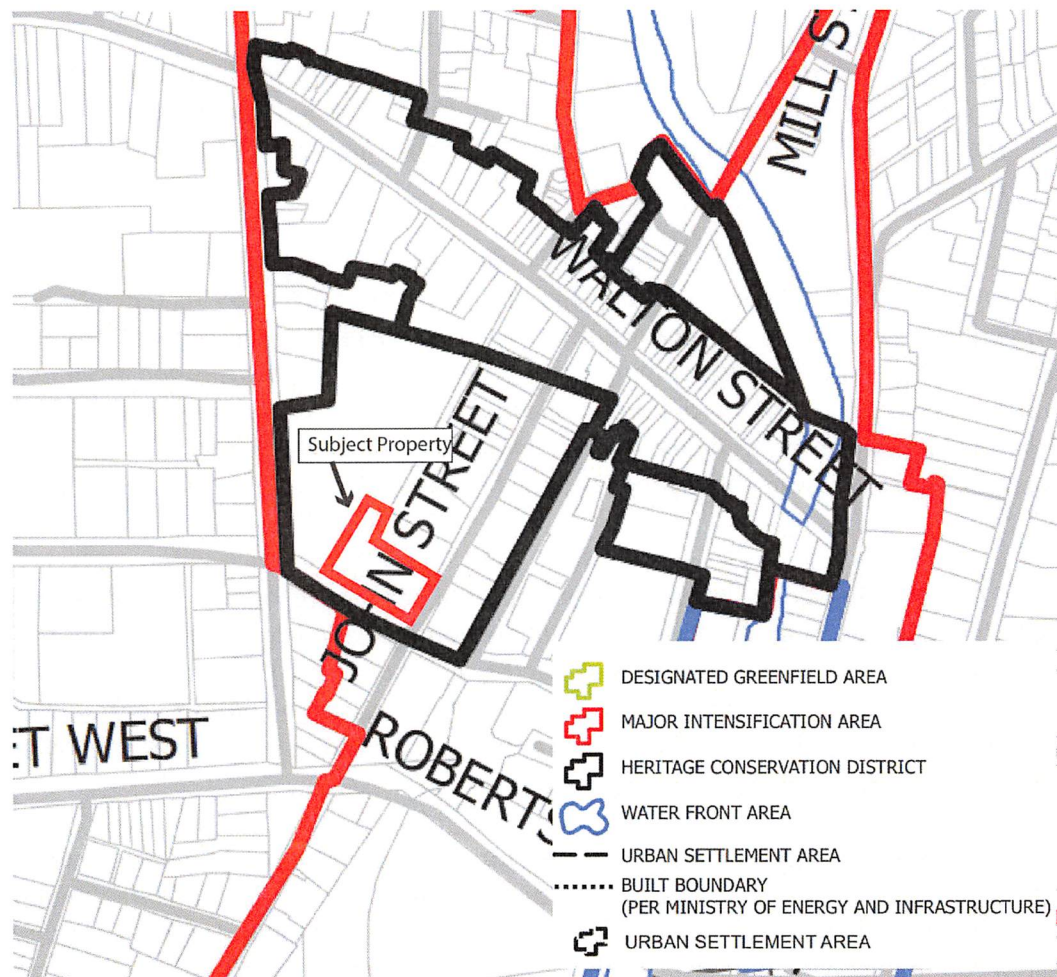 MILL S
WALTON STREET
Subject Property
JOHN STREET
ET WEST
ROBERTS
DESIGNATED GREENFIELD AREA
MAJOR INTENSIFICATION AREA
HERITAGE CONSERVATION DISTRICT
WATER FRONT AREA
URBAN SETTLEMENT AREA
BUILT BOUNDARY
(PER MINISTRY OF ENERGY AND INFRASTRUCTURE)
URBAN SETTLEMENT AREA